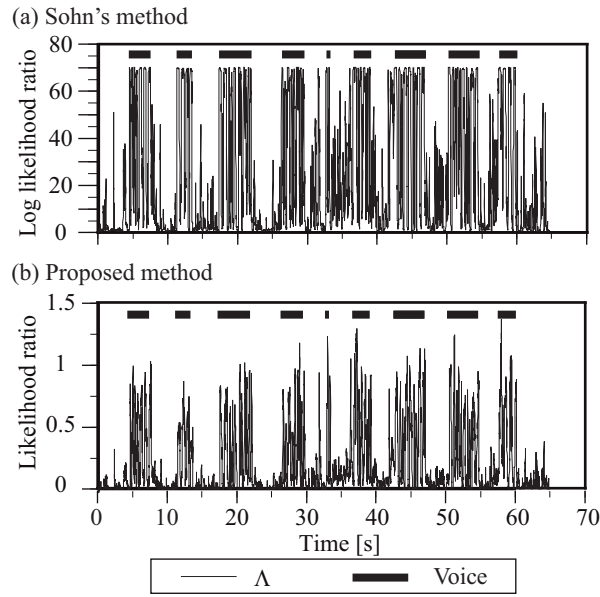 (a) Sohn's method
80
60
40
20
0
Log likelihood ratio
(b) Proposed method
1.5
1
0.5
0
Likelihood ratio
0 10 20 30 40 50 60 70
Time [s]
Λ Voice